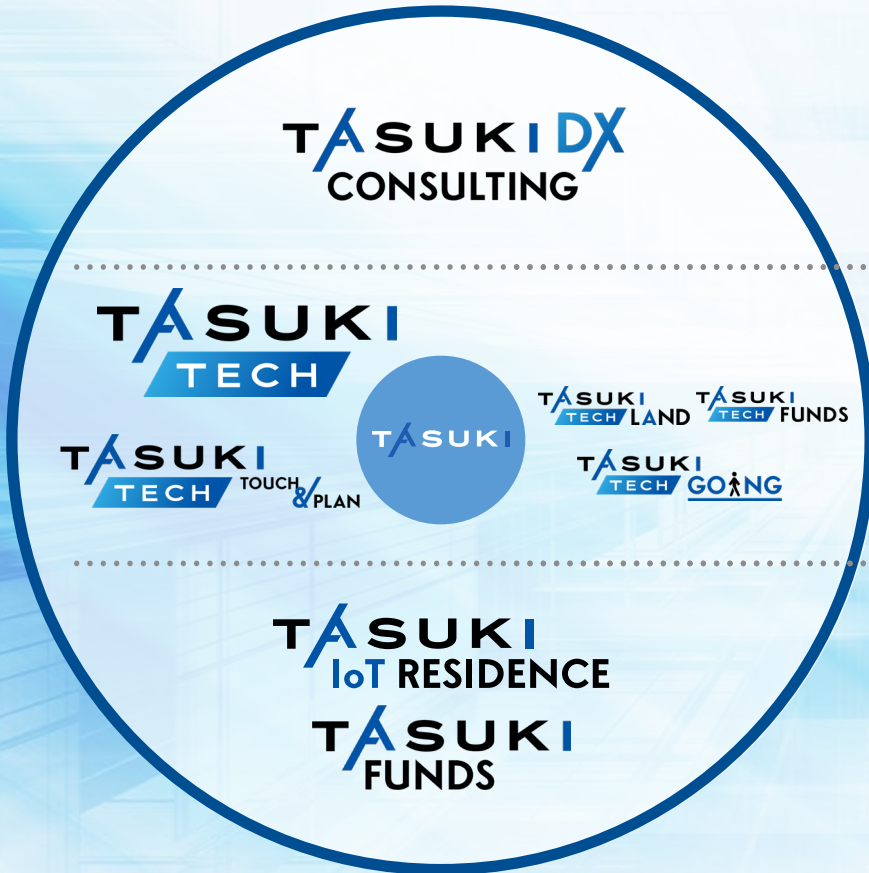 TASUKI DX
CONSULTING
TASUKI
TECH
TASUKI
TECH TOUCH
& PLAN
TASUKI
TASUKI
TECH LAND
TASUKI
TECH FUNDS
TASUKI
TECH GOING
TASUKI
IoT RESIDENCE
TASUKI
FUNDS